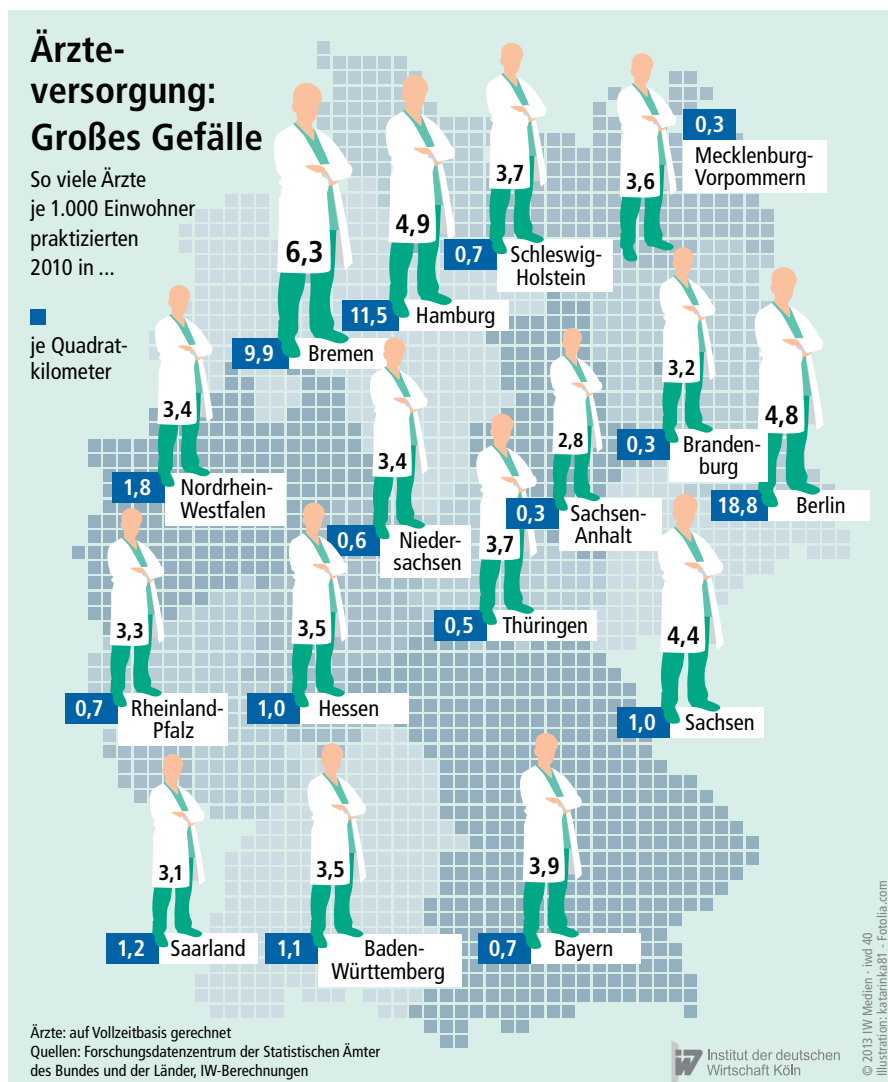 Ärzte-
versorgung:
Großes Gefälle
So viele Ärzte
je 1.000 Einwohner
praktizierten
2010 in ...
je Quadrat-
kilometer
6,3
9,9
Bremen
4,9
11,5
Hamburg
3,7
0,7
Schleswig-
Holstein
3,6
0,3
Mecklenburg-
Vorpommern
3,4
1,8
Nordrhein-
Westfalen
3,4
0,6
Nieder-
sachsen
2,8
0,3
Sachsen-
Anhalt
3,2
0,3
Branden-
burg
4,8
18,8
Berlin
3,3
0,7
Rheinland-
Pfalz
3,5
1,0
Hessen
3,7
0,5
Thüringen
4,4
1,0
Sachsen
3,1
1,2
Saarland
3,5
1,1
Baden-
Württemberg
3,9
0,7
Bayern
Ärzte: auf Vollzeitbasis gerechnet
Quellen: Forschungsdatenzentrum der Statistischen Ämter
des Bundes und der Länder, IW-Berechnungen
iw
Institut der deutschen
Wirtschaft Köln
© 2013 IW Medien · iwd 40
Illustration: katarinka81 - Fotolia.com